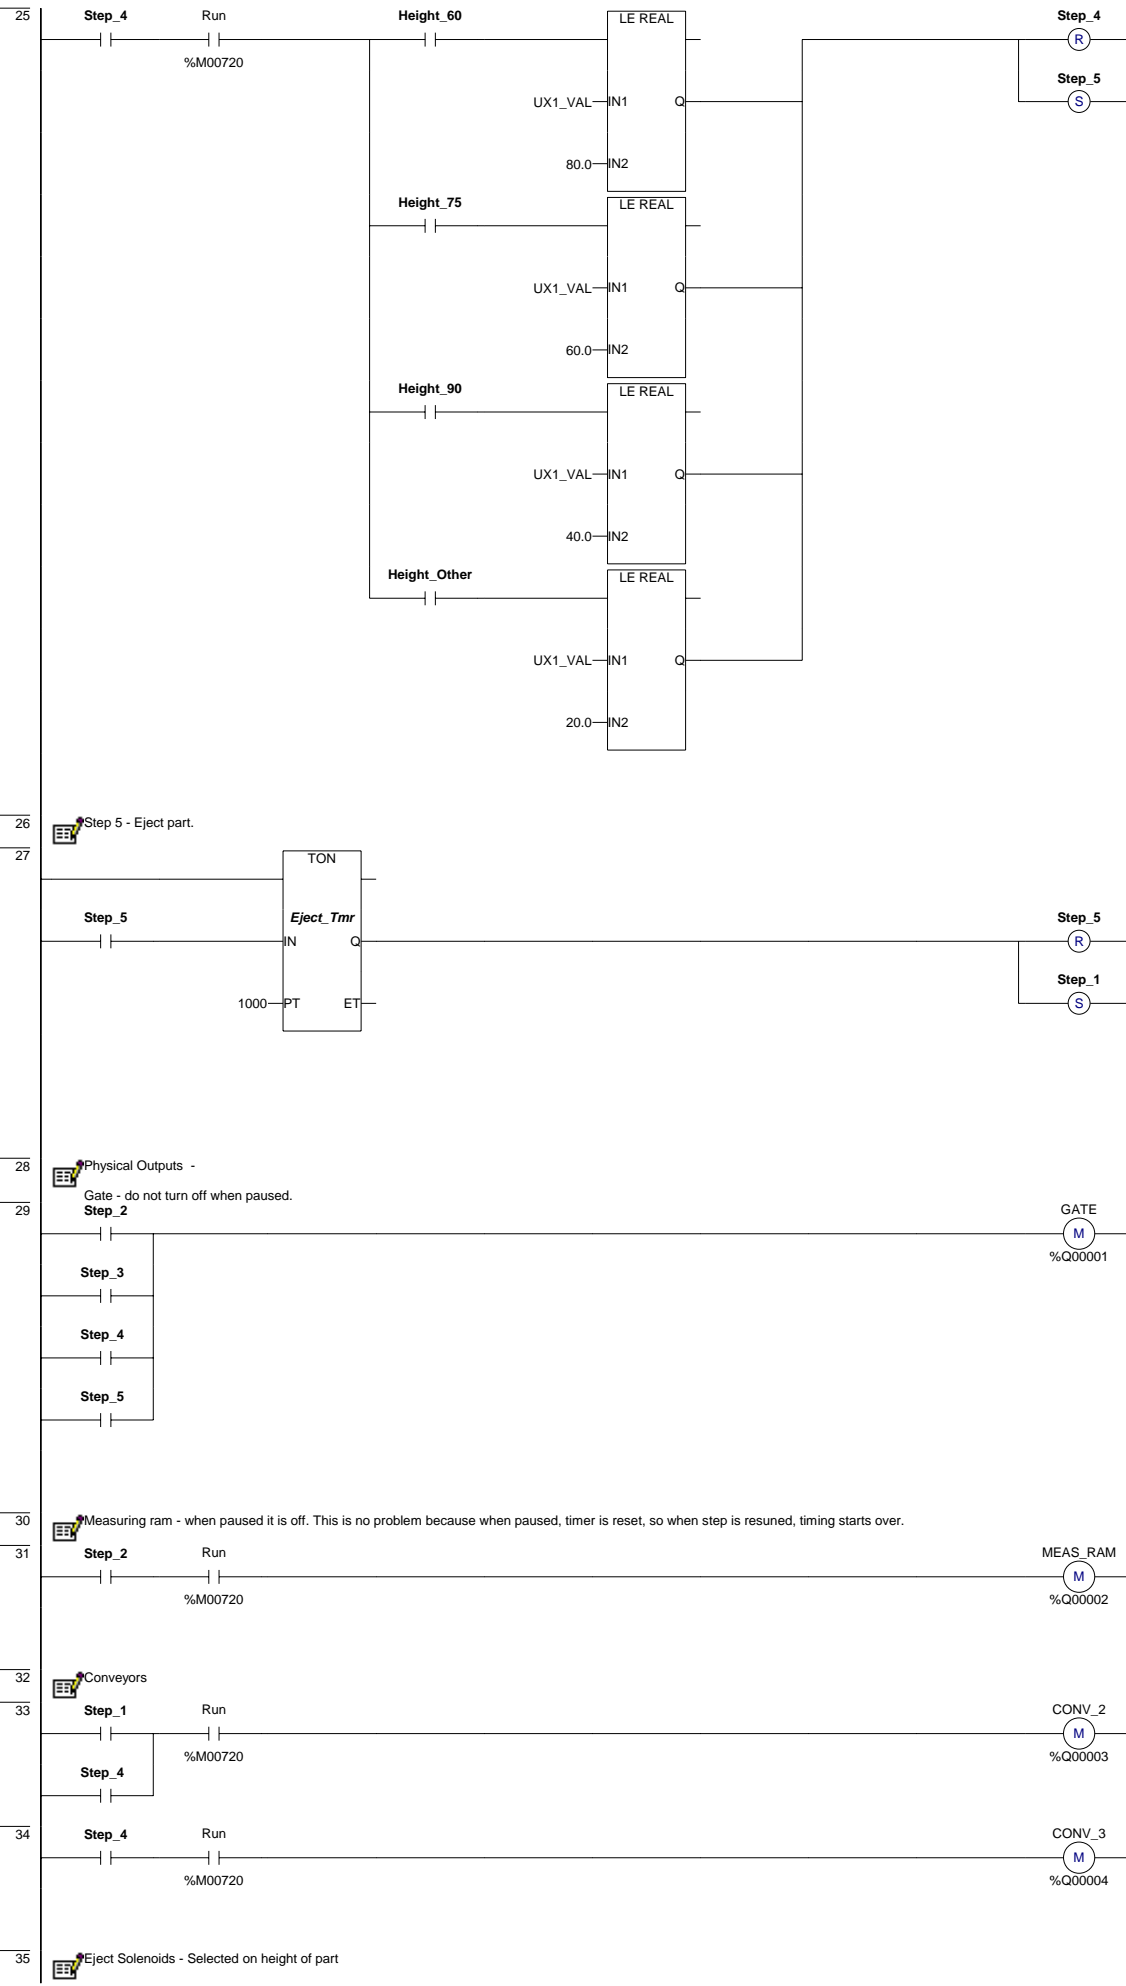 25
Step_4 Run Height_60 LE REAL Step_4
R
%M00720
Step_5
UX1_VAL IN1 Q S
80.0 IN2
Height_75 LE REAL
UX1_VAL IN1 Q
60.0 IN2
Height_90 LE REAL
UX1_VAL IN1 Q
40.0 IN2
Height_Other LE REAL
UX1_VAL IN1 Q
20.0 IN2
26 Step 5 - Eject part.
27 TON
Step_5 Eject_Tmr Step_5
IN Q R
Step_1
1000 PT ET S
28 Physical Outputs -
Gate - do not turn off when paused.
29 Step_2 GATE
M
%Q00001
Step_3
Step_4
Step_5
30 Measuring ram - when paused it is off. This is no problem because when paused, timer is reset, so when step is resuned, timing starts over.
31 Step_2 Run MEAS_RAM
M
%M00720 %Q00002
32 Conveyors
33 Step_1 Run CONV_2
M
%M00720 %Q00003
Step_4
34 Step_4 Run CONV_3
M
%M00720 %Q00004
35 Eject Solenoids - Selected on height of part